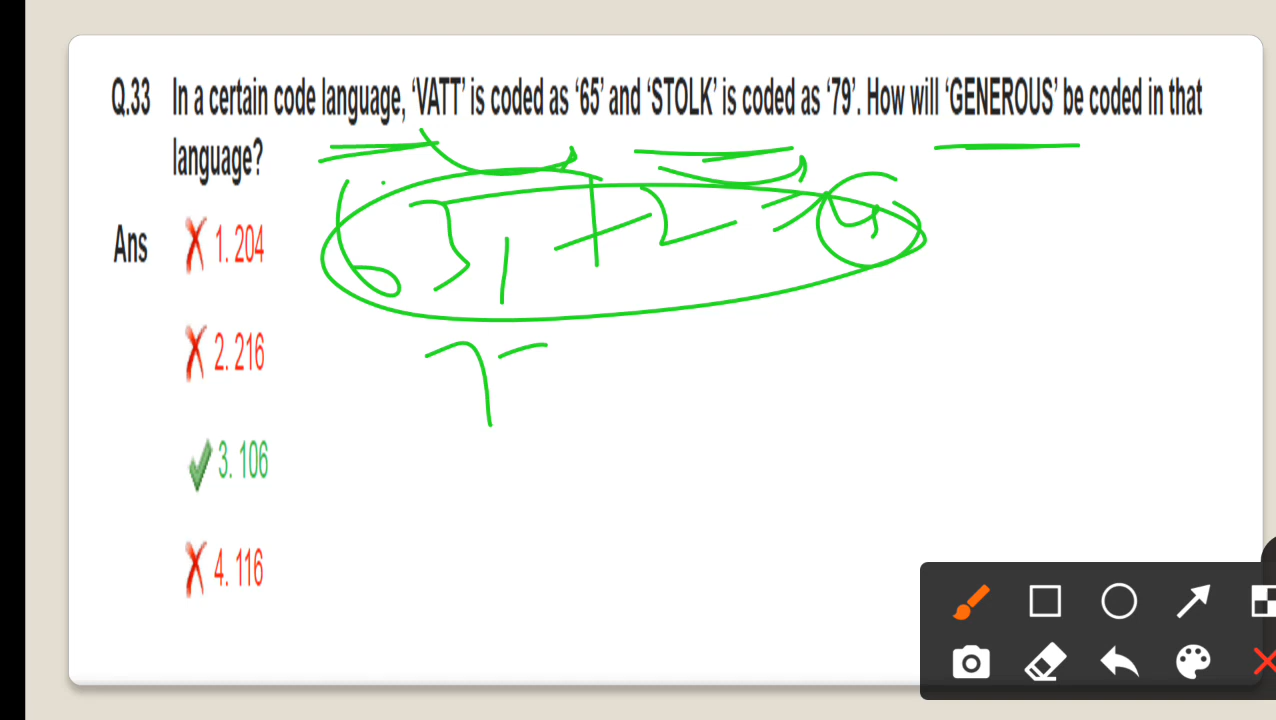 Q.33 In a certain code language, ‘VATT’ is coded as ‘65’ and ‘STOLK’ is coded as ‘79’. How will ‘GENEROUS’ be coded in that
language?
Ans 1. 204
2. 216
3. 106
4. 116